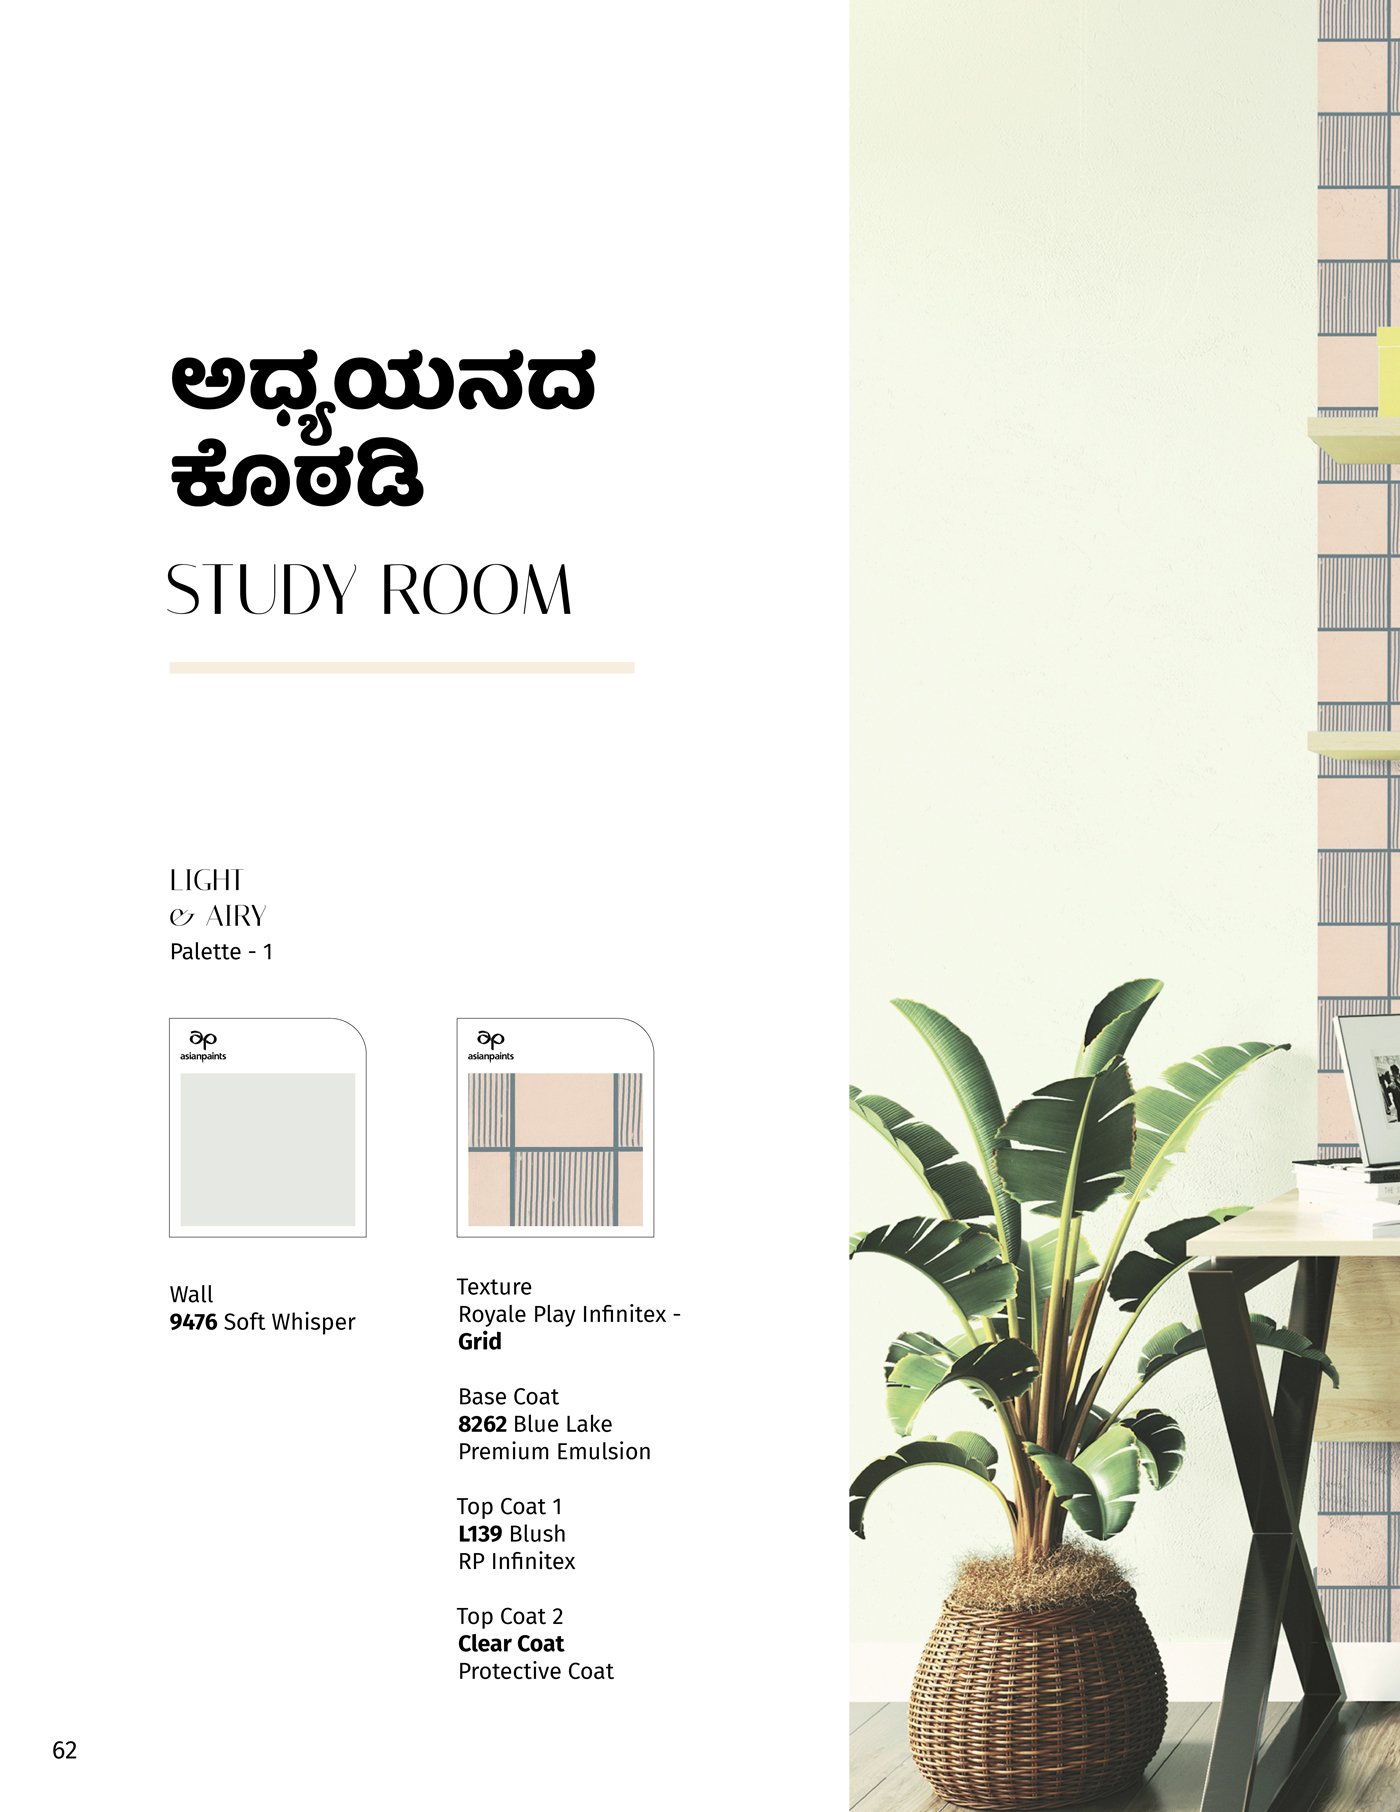 ಅಧ್ಯಯನದ
ಕೊಠಡಿ
STUDY ROOM
LIGHT
& AIRY
Palette - 1
ap
asianpaints
ap
asianpaints
Wall
9476 Soft Whisper
Texture
Royale Play Infinitex -
Grid
Base Coat
8262 Blue Lake
Premium Emulsion
Top Coat 1
L139 Blush
RP Infinitex
Top Coat 2
Clear Coat
Protective Coat
62